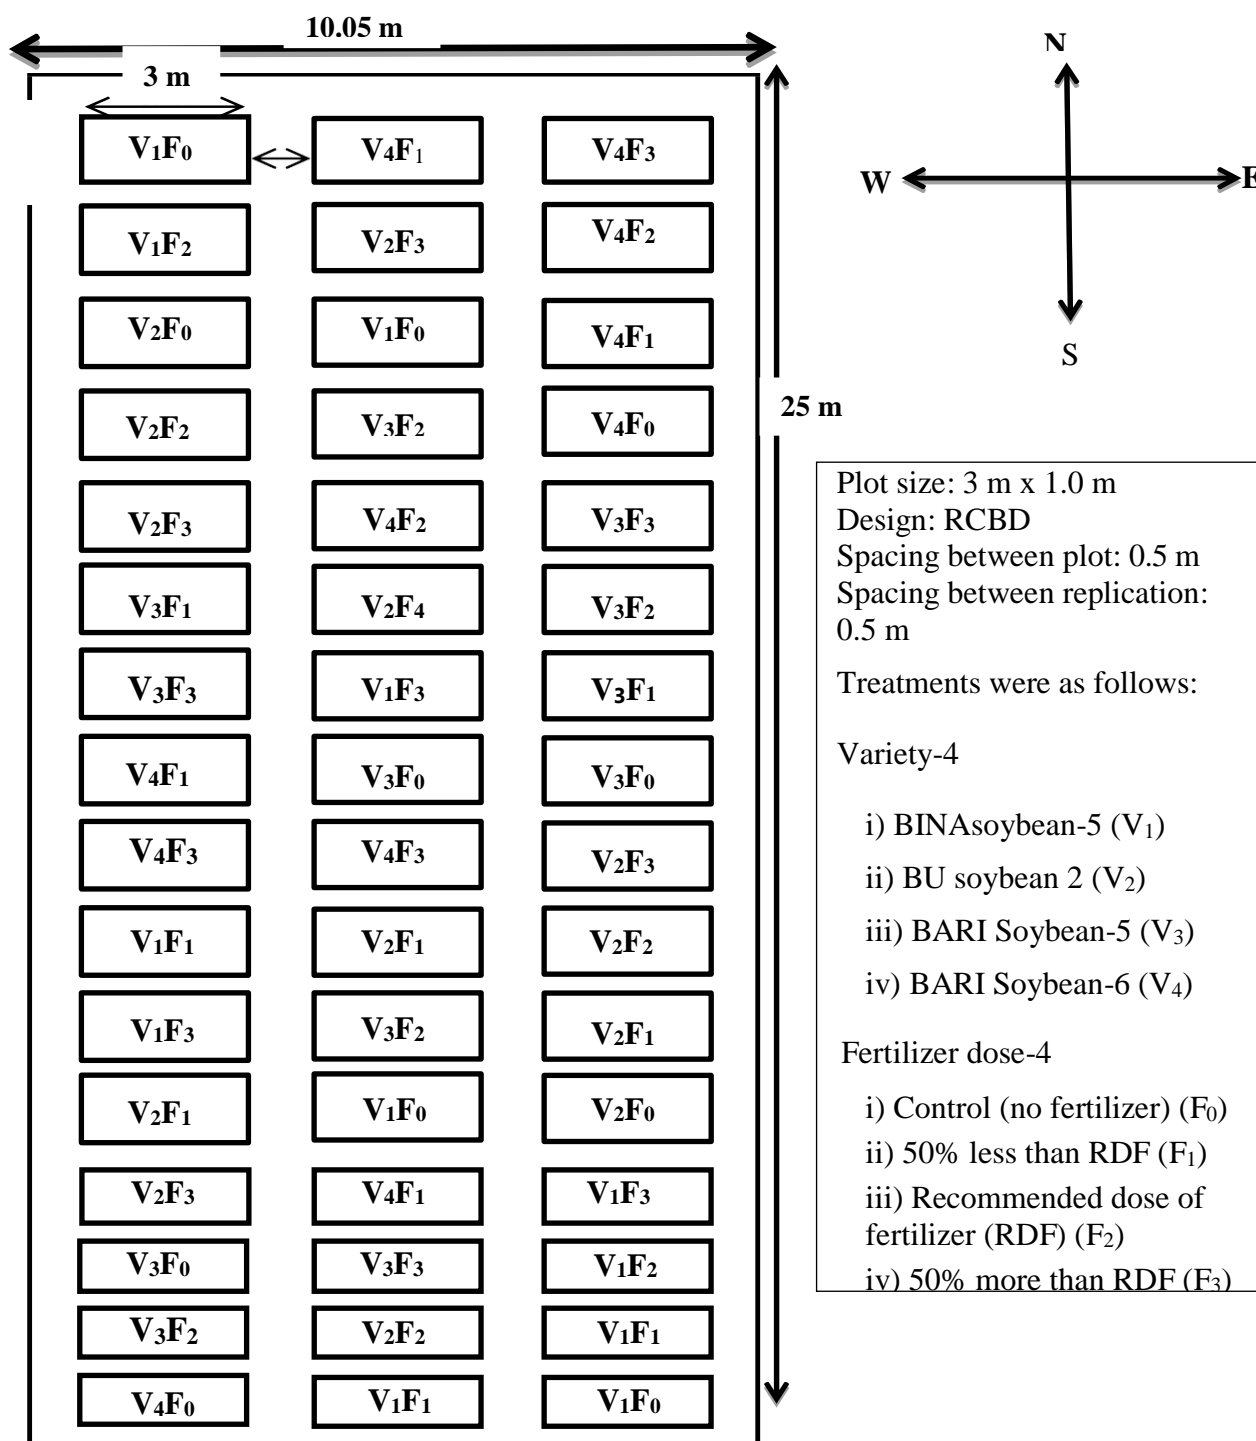 10.05 m
N
3 m
V₁F₀ V₄F₁ V₄F₃
W E
V₁F₂ V₂F₃ V₄F₂
V₂F₀ V₁F₀ V₄F₁
S
V₂F₂ V₃F₂ V₄F₀
25 m
V₂F₃ V₄F₂ V₃F₃
V₃F₁ V₂F₄ V₃F₂
V₃F₃ V₁F₃ V₃F₁
V₄F₁ V₃F₀ V₃F₀
V₄F₃ V₄F₃ V₂F₃
V₁F₁ V₂F₁ V₂F₂
V₁F₃ V₃F₂ V₂F₁
V₂F₁ V₁F₀ V₂F₀
V₂F₃ V₄F₁ V₁F₃
V₃F₀ V₃F₃ V₁F₂
V₃F₂ V₂F₂ V₁F₁
V₄F₀ V₁F₁ V₁F₀
Plot size: 3 m x 1.0 m
Design: RCBD
Spacing between plot: 0.5 m
Spacing between replication:
0.5 m
Treatments were as follows:
Variety-4
i) BINAsoybean-5 (V₁)
ii) BU soybean 2 (V₂)
iii) BARI Soybean-5 (V₃)
iv) BARI Soybean-6 (V₄)
Fertilizer dose-4
i) Control (no fertilizer) (F₀)
ii) 50% less than RDF (F₁)
iii) Recommended dose of
fertilizer (RDF) (F₂)
iv) 50% more than RDF (F₃)